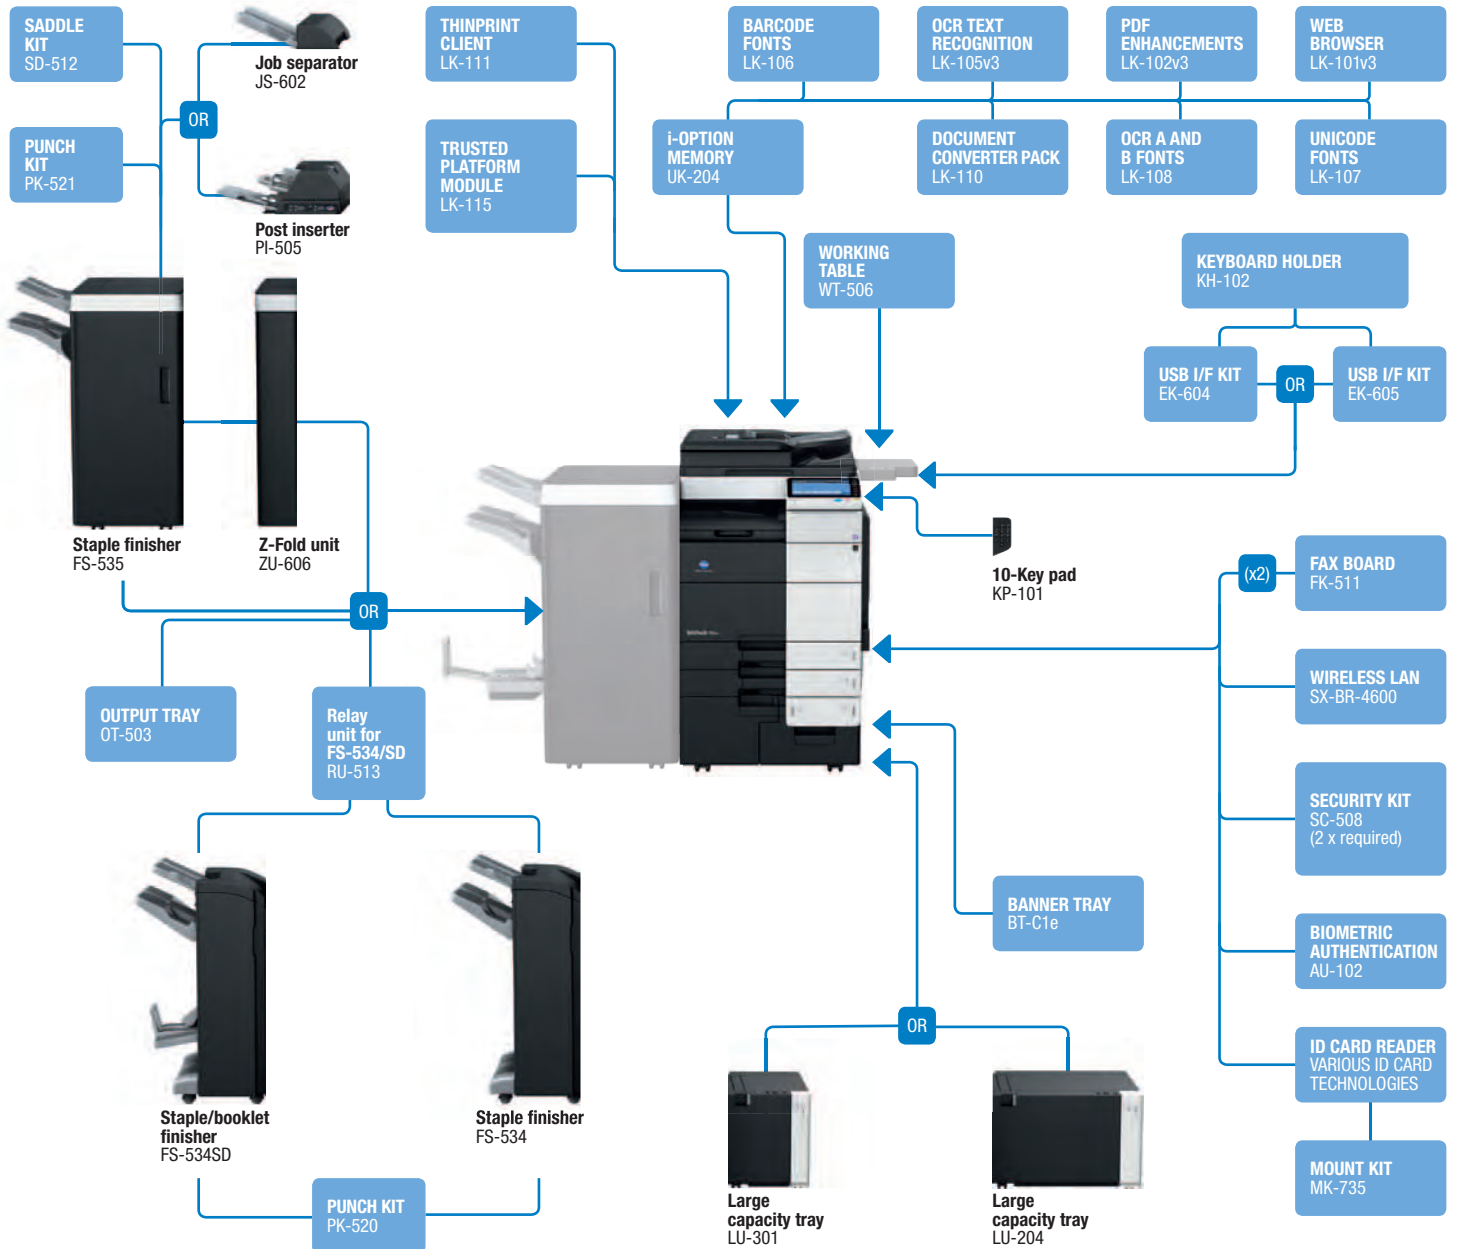 SADDLE
KIT
SD-512
Job separator
JS-602
OR
PUNCH
KIT
PK-521
Post inserter
PI-505
THINPRINT
CLIENT
LK-111
TRUSTED
PLATFORM
MODULE
LK-115
BARCODE
FONTS
LK-106
OCR TEXT
RECOGNITION
LK-105v3
PDF
ENHANCEMENTS
LK-102v3
WEB
BROWSER
LK-101v3
i-OPTION
MEMORY
UK-204
DOCUMENT
CONVERTER PACK
LK-110
OCR A AND
B FONTS
LK-108
UNICODE
FONTS
LK-107
WORKING
TABLE
WT-506
KEYBOARD HOLDER
KH-102
USB I/F KIT
EK-604
OR
USB I/F KIT
EK-605
Staple finisher
FS-535
Z-Fold unit
ZU-606
10-Key pad
KP-101
OR
(x2)
FAX BOARD
FK-511
WIRELESS LAN
SX-BR-4600
OUTPUT TRAY
OT-503
Relay
unit for
FS-534/SD
RU-513
SECURITY KIT
SC-508
(2 x required)
BANNER TRAY
BT-C1e
BIOMETRIC
AUTHENTICATION
AU-102
OR
ID CARD READER
VARIOUS ID CARD
TECHNOLOGIES
Staple/booklet
finisher
FS-534SD
Staple finisher
FS-534
MOUNT KIT
MK-735
PUNCH KIT
PK-520
Large
capacity tray
LU-301
Large
capacity tray
LU-204